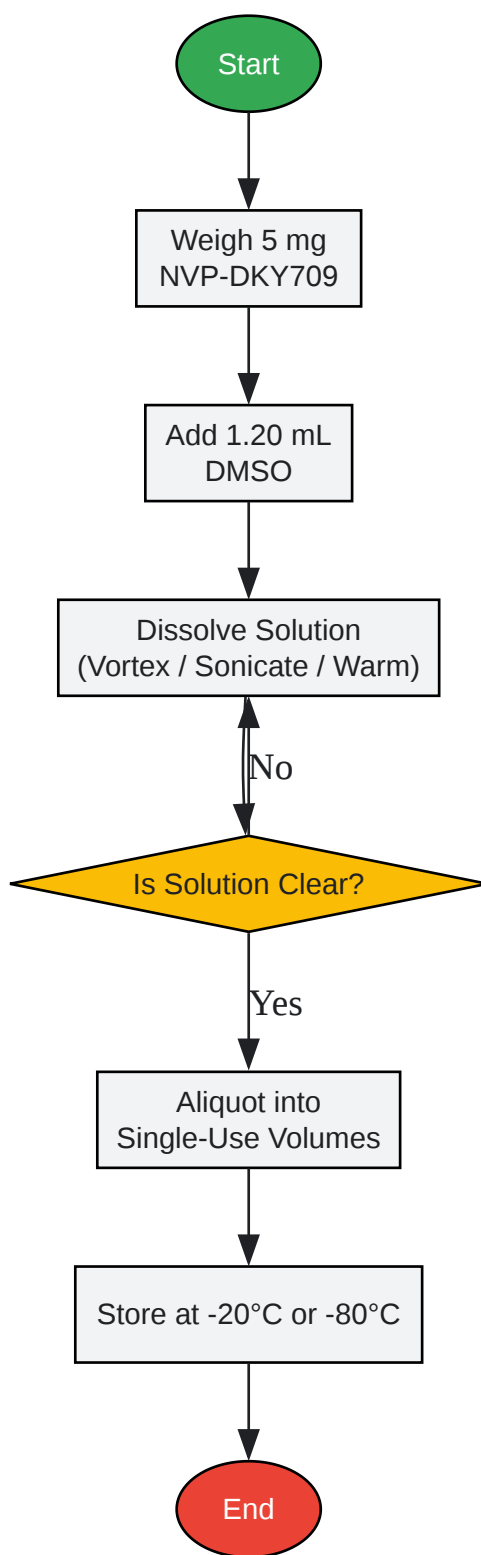 Start
Weigh 5 mg
NVP-DKY709
Add 1.20 mL
DMSO
Dissolve Solution
(Vortex / Sonicate / Warm)
No
Is Solution Clear?
Yes
Aliquot into
Single-Use Volumes
Store at -20°C or -80°C
End